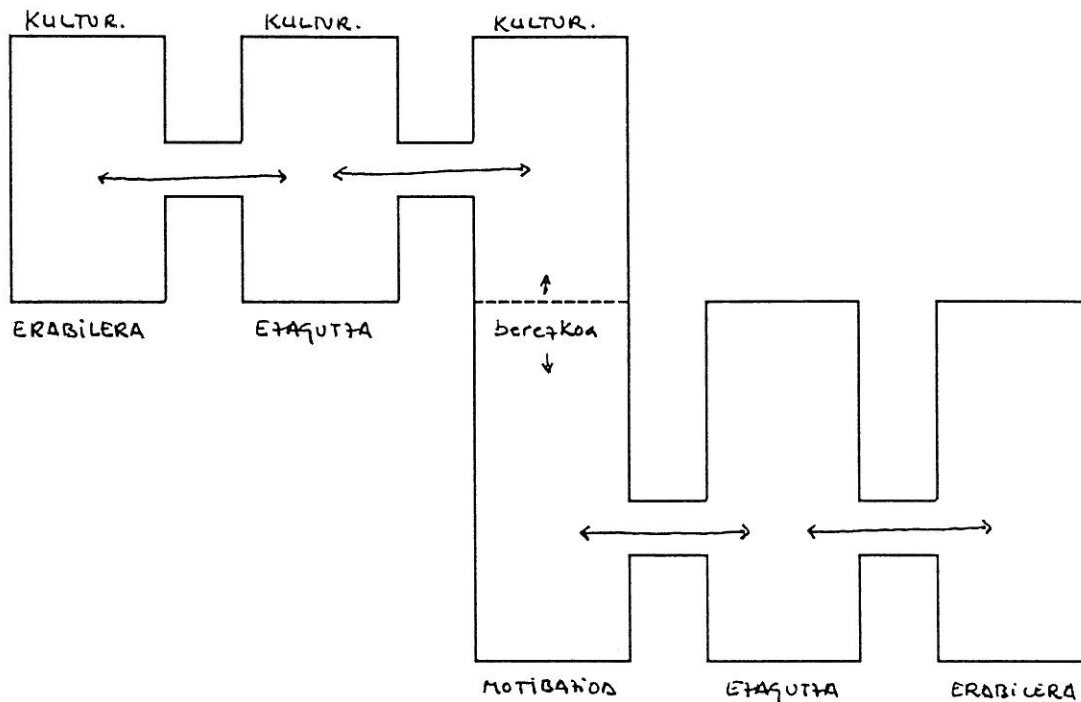 KULTUR. KULTUR. KULTUR.
ERABILERA EZAGUTZA berezkoa
MOTIBAZIOA EZAGUTZA ERABILERA